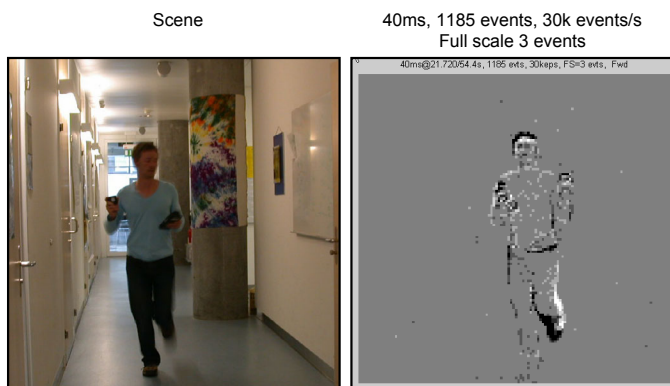 Scene
40ms, 1185 events, 30k events/s
Full scale 3 events
40ms@21.720/54.4s, 1185 evts, 30keps, FS=3 evts, Fwd